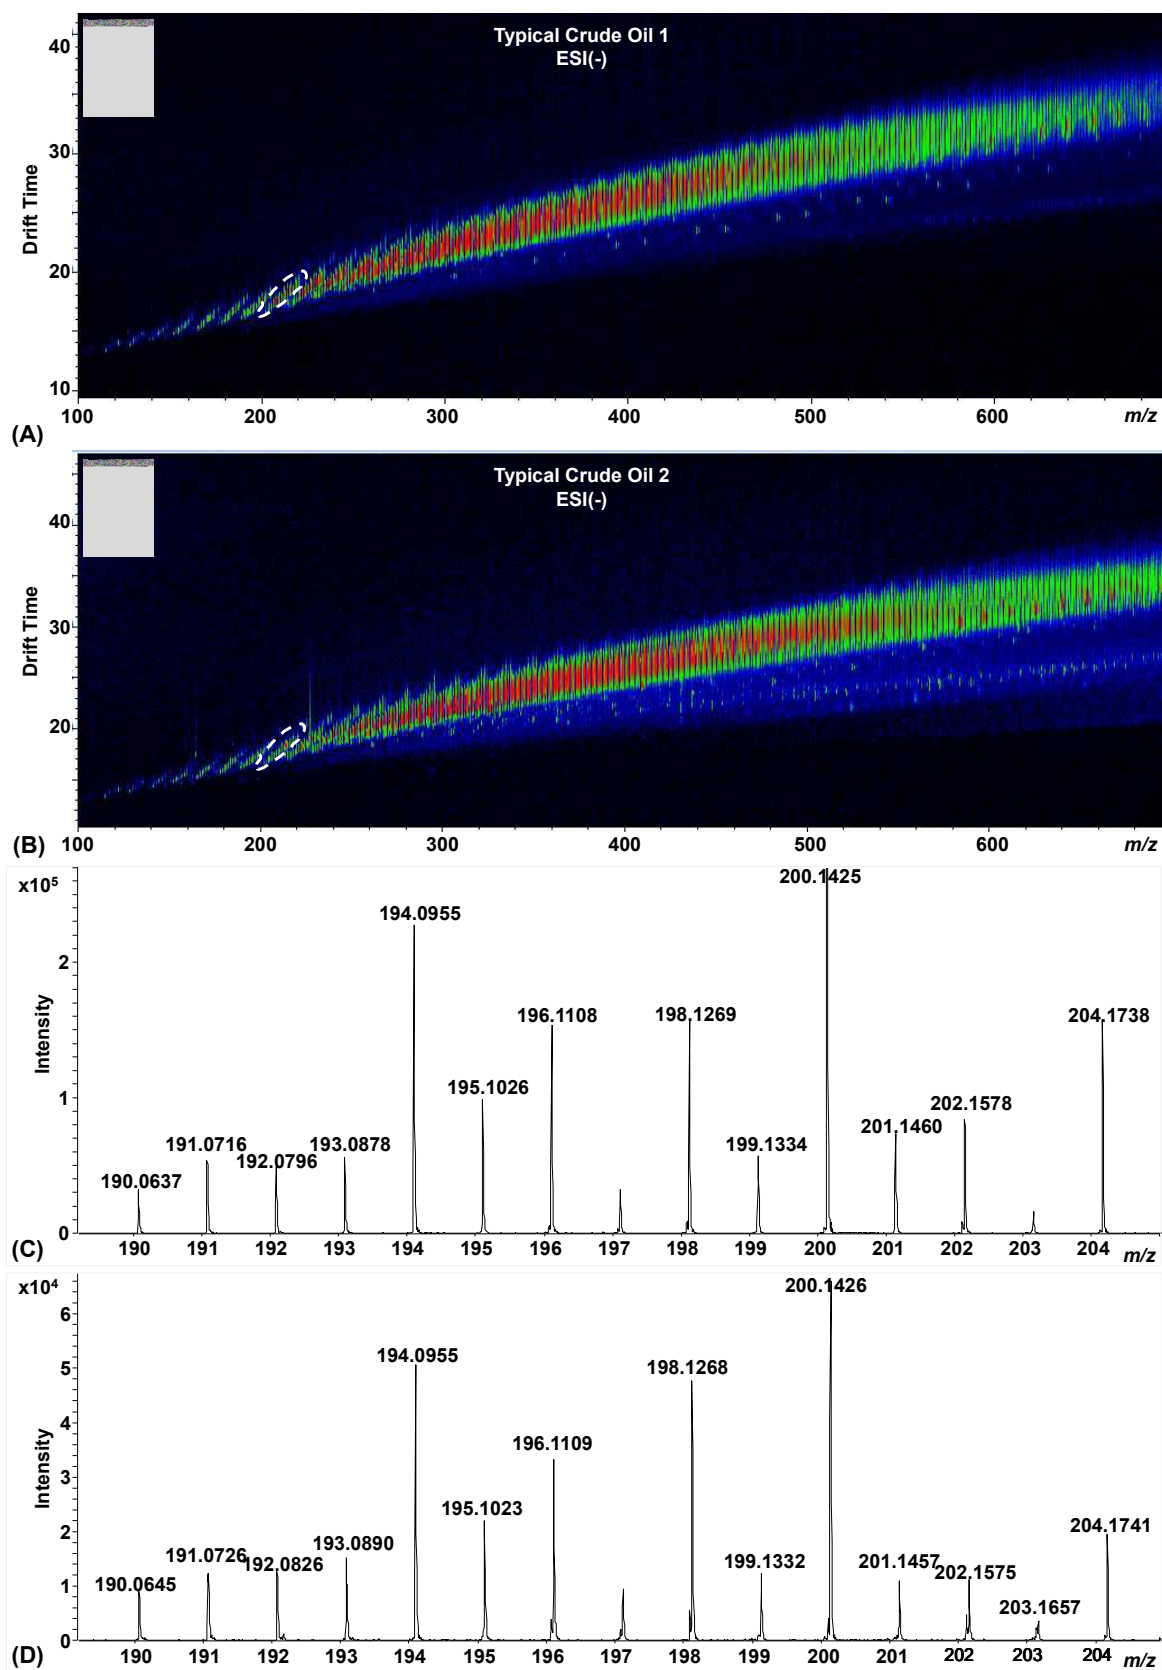 Typical Crude Oil 1
ESI(-)
40
30
20
10
Drift Time
100 200 300 400 500 600 m/z
(A)
Typical Crude Oil 2
ESI(-)
40
30
20
Drift Time
100 200 300 400 500 600 m/z
(B)
x10⁵
200.1425
194.0955
196.1108
198.1269
204.1738
195.1026
202.1578
201.1460
199.1334
191.0716
193.0878
192.0796
190.0637
2
1
0
Intensity
190 191 192 193 194 195 196 197 198 199 200 201 202 203 204 m/z
(C)
x10⁴
200.1426
194.0955
198.1268
196.1109
195.1023
204.1741
193.0890
191.0726
192.0826
190.0645
199.1332
201.1457
202.1575
203.1657
6
5
4
3
2
1
0
Intensity
190 191 192 193 194 195 196 197 198 199 200 201 202 203 204 m/z
(D)